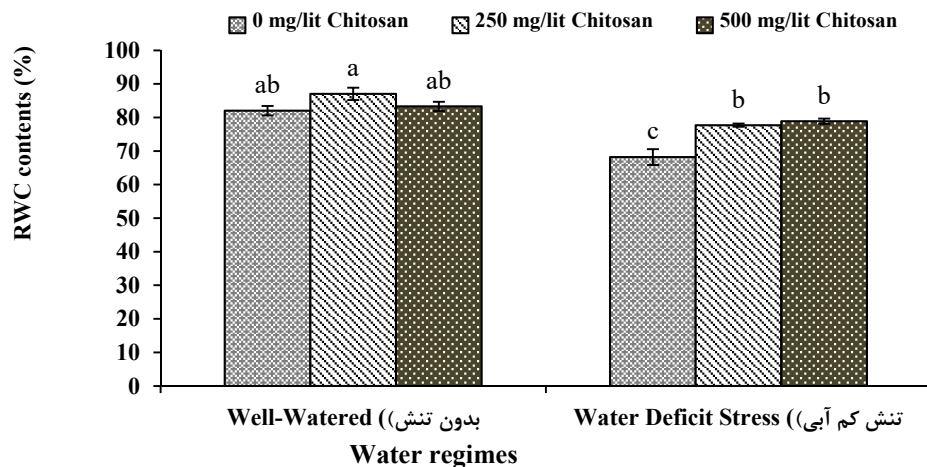 0 mg/lit Chitosan 250 mg/lit Chitosan 500 mg/lit Chitosan
RWC contents (%)
100
90
80
70
60
50
40
30
20
10
0
ab a ab c b b
Well-Watered ((بدون تنش Water Deficit Stress ((تنش کم آبی
Water regimes